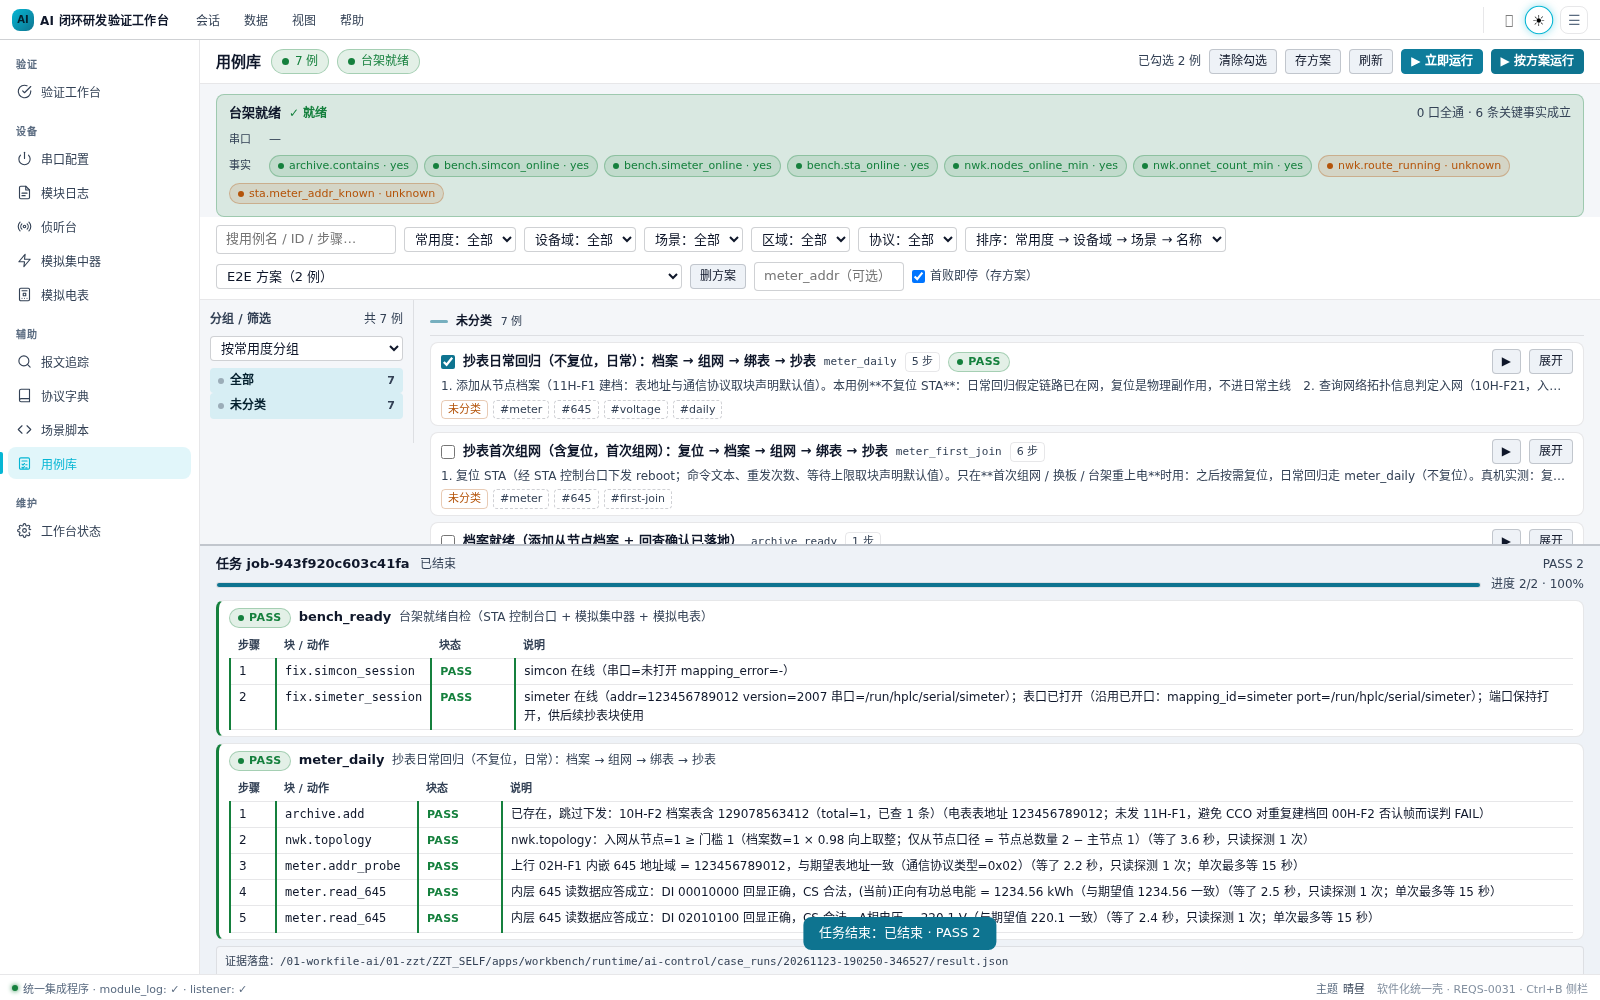 AI AI 闭环研发验证工作台 会话 数据 视图 帮助 ☀ ☰
验证
验证工作台
设备
串口配置
模块日志
侦听台
模拟集中器
模拟电表
辅助
报文追踪
协议字典
场景脚本
用例库
维护
工作台状态
用例库 7 例 台架就绪 已勾选 2 例 清除勾选 存方案 刷新 ▶ 立即运行 ▶ 按方案运行
台架就绪 ✓ 就绪 0 口全通 · 6 条关键事实成立
串口 —
事实 archive.contains · yes bench.simcon_online · yes bench.simeter_online · yes bench.sta_online · yes nwk.nodes_online_min · yes nwk.onnet_count_min · yes nwk.route_running · unknown
sta.meter_addr_known · unknown
搜用例名 / ID / 步骤… 常用度：全部 设备域：全部 场景：全部 区域：全部 协议：全部 排序：常用度 → 设备域 → 场景 → 名称
E2E 方案（2 例） 删方案 meter_addr（可选） 首败即停（存方案）
分组 / 筛选 共 7 例
按常用度分组
全部 7
未分类 7
未分类 7 例
抄表日常回归（不复位，日常）：档案 → 组网 → 绑表 → 抄表 meter_daily 5 步 PASS ▶ 展开
1. 添加从节点档案（11H-F1 建档：表地址与通信协议取块声明默认值）。本用例**不复位 STA**：日常回归假定链路已在网，复位是物理副作用，不进日常主线 2. 查询网络拓扑信息判定入网（10H-F21，入…
未分类 #meter #645 #voltage #daily
抄表首次组网（含复位，首次组网）：复位 → 档案 → 组网 → 绑表 → 抄表 meter_first_join 6 步 ▶ 展开
1. 复位 STA（经 STA 控制台口下发 reboot；命令文本、重发次数、等待上限取块声明默认值）。只在**首次组网 / 换板 / 台架重上电**时用：之后按需复位，日常回归走 meter_daily（不复位）。真机实测：复…
未分类 #meter #645 #first-join
档案就绪（添加从节点档案 + 回查确认已落地） archive_ready 1 步 ▶ 展开
任务 job-943f920c603c41fa 已结束 PASS 2
进度 2/2 · 100%
PASS bench_ready 台架就绪自检（STA 控制台口 + 模拟集中器 + 模拟电表）
步骤 块 / 动作 块态 说明
1 fix.simcon_session PASS simcon 在线（串口=未打开 mapping_error=-）
2 fix.simeter_session PASS simeter 在线（addr=123456789012 version=2007 串口=/run/hplc/serial/simeter）；表口已打开（沿用已开口：mapping_id=simeter port=/run/hplc/serial/simeter）；端口保持打
开，供后续抄表块使用
PASS meter_daily 抄表日常回归（不复位，日常）：档案 → 组网 → 绑表 → 抄表
步骤 块 / 动作 块态 说明
1 archive.add PASS 已存在，跳过下发：10H-F2 档案表含 129078563412（total=1，已查 1 条）（电表表地址 123456789012；未发 11H-F1，避免 CCO 对重复建档回 00H-F2 否认帧而误判 FAIL）
2 nwk.topology PASS nwk.topology：入网从节点=1 ≥ 门槛 1（档案数=1 × 0.98 向上取整；仅从节点口径 = 节点总数量 2 − 主节点 1）（等了 3.6 秒，只读探测 1 次）
3 meter.addr_probe PASS 上行 02H-F1 内嵌 645 地址域 = 123456789012，与期望表地址一致（通信协议类型=0x02）（等了 2.2 秒，只读探测 1 次；单次最多等 15 秒）
4 meter.read_645 PASS 内层 645 读数据应答成立：DI 00010000 回显正确，CS 合法，(当前)正向有功总电能 = 1234.56 kWh（与期望值 1234.56 一致）（等了 2.5 秒，只读探测 1 次；单次最多等 15 秒）
5 meter.read_645 PASS 内层 645 读数据应答成立：DI 02010100 回显正确，CS 合法，A相电压 = 220.1 V（与期望值 220.1 一致）（等了 2.4 秒，只读探测 1 次；单次最多等 15 秒）
任务结束：已结束 · PASS 2
证据落盘：/01-workfile-ai/01-zzZ/ZZT_SELF/apps/workbench/runtime/ai-control/case_runs/20261123-190250-346527/result.json
统一集成程序 · module_log: ✓ · listener: ✓ 主题 晴昼 软件化统一壳 · REQS-0031 · Ctrl+B 侧栏